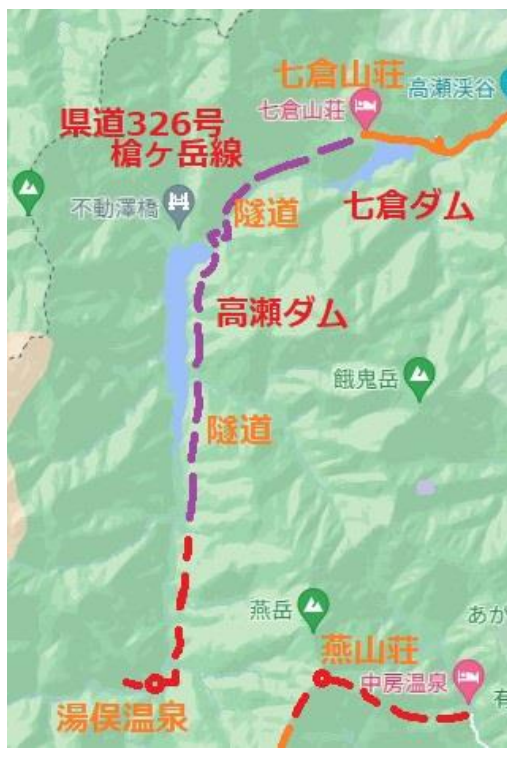 七倉山荘
高瀬渓谷
七倉山荘
県道326号
槍ヶ岳線
不動澤橋
隧道
七倉ダム
高瀬ダム
餓鬼岳
隧道
燕岳
あか
燕山荘
中房温泉
有
湯俣温泉